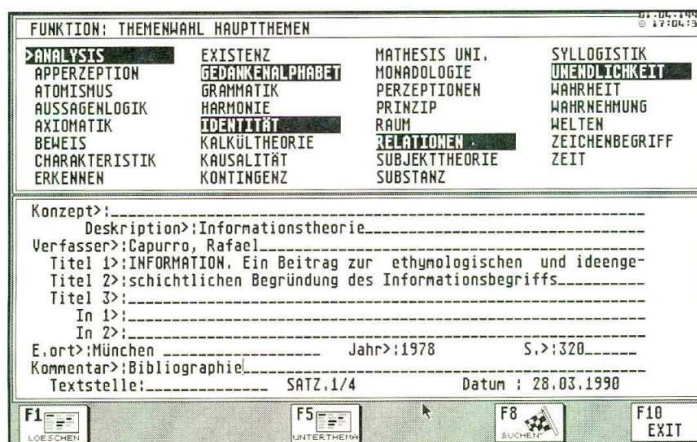 FUNKTION: THEMENWAHL HAUPTTHEMEN
>ANALYSIS EXISTENZ MATHESIS UNI. SYLLOGISTIK
APPERZEPTION GEDANKENALPHABET MONADOLOGIE UNENDLICHKEIT
ATOMISMUS GRAMMATIK PERZEPTIONEN WAHRHEIT
AUSSAGENLOGIK HARMONIE PRINZIP WAHRNEHMUNG
AXIOMATIK IDENTITÄT RAUM WELTEN
BEWEIS KALKÜLTHEORIE RELATIONEN ZEICHENBEGRIFF
CHARAKTERISTIK KAUSALITÄT SUBJEKTTHEORIE ZEIT
ERKENNEN KONTINGENZ SUBSTANZ
Konzept>:
Deskription>:Informationstheorie
Verfasser>:Capurro, Rafael
Titel 1>:INFORMATION. Ein Beitrag zur ethymologischen und ideenge-
Titel 2>:schichtlichen Begründung des Informationsbegriffs
Titel 3>:
In 1>:
In 2>:
E.ort>:München Jahr>:1978 S.>:320
Kommentar>:Bibliographie
Textstelle: SATZ.1/4 Datum : 28.03.1990
F1 F5 F8 F10
LOESCHEN UNTERTHEMA SUCHEN EXIT